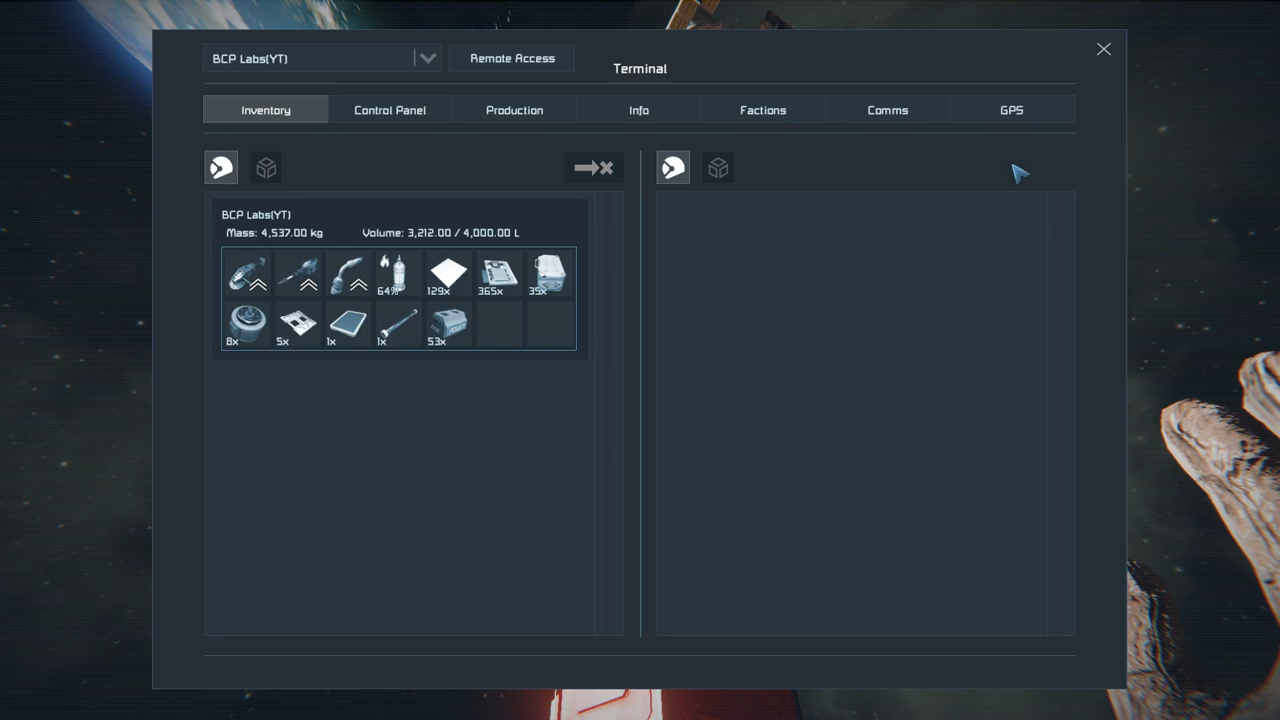 BCP Labs(YT)
Remote Access
Terminal
Inventory
Control Panel
Production
Info
Factions
Comms
GPS
BCP Labs(YT)
Mass: 4,537.00 kg Volume: 3,212.00 / 4,000.00 L
64% 129x 365x 35x
8x 5x 1x 1x 53x